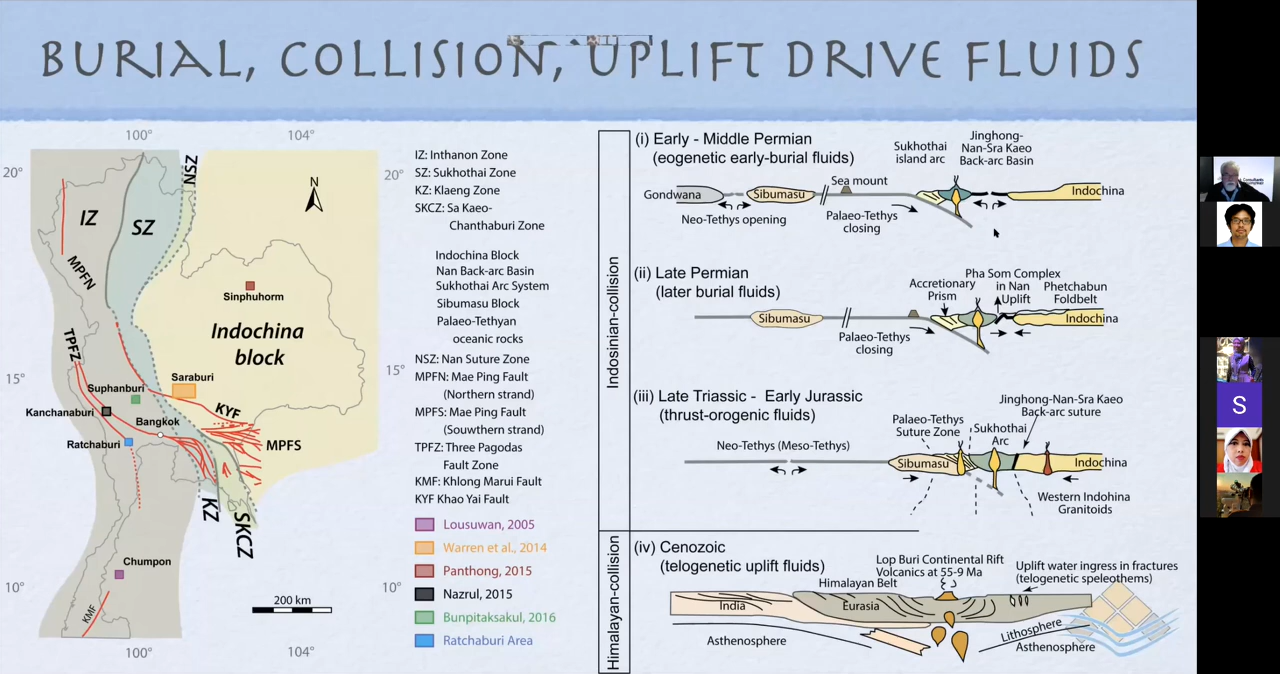 BURIAL, COLLISION, UPLIFT DRIVE FLUIDS
100°
104°
20°
20°
NSZ
N
IZ
SZ
MPFN
Sinphuhorm
Indochina
block
TPFZ
15°
15°
Saraburi
Suphanburi
KYF
Kanchanaburi
Bangkok
MPFS
Ratchaburi
KZ
SKCZ
Chumpon
10°
10°
KMF
200 km
100°
104°
IZ: Inthanon Zone
SZ: Sukhothai Zone
KZ: Klaeng Zone
SKCZ: Sa Kaeo-
Chanthaburi Zone
Indochina Block
Nan Back-arc Basin
Sukhothai Arc System
Sibumasu Block
Palaeo-Tethyan
oceanic rocks
NSZ: Nan Suture Zone
MPFN: Mae Ping Fault
(Northern strand)
MPFS: Mae Ping Fault
(Souwthern strand)
TPFZ: Three Pagodas
Fault Zone
KMF: Khlong Marui Fault
KYF Khao Yai Fault
Lousuwan, 2005
Warren et al., 2014
Panthong, 2015
Nazrul, 2015
Bunpitaksakul, 2016
Ratchaburi Area
Indosinian-collision
(i) Early - Middle Permian
(eogenetic early-burial fluids)
Sukhothai
island arc
Jinghong-
Nan-Sra Kaeo
Back-arc Basin
Gondwana
Sibumasu
Sea mount
Indochina
Neo-Tethys opening
Palaeo-Tethys
closing
(ii) Late Permian
(later burial fluids)
Accretionary
Prism
Pha Som Complex
in Nan
Uplift
Phetchabun
Foldbelt
Sibumasu
Indochina
Palaeo-Tethys
closing
(iii) Late Triassic - Early Jurassic
(thrust-orogenic fluids)
Jinghong-Nan-Sra Kaeo
Back-arc suture
Palaeo-Tethys
Suture Zone
Sukhothai
Arc
Neo-Tethys (Meso-Tethys)
Sibumasu
Indochina
Western Indohina
Granitoids
Himalayan-collision
(iv) Cenozoic
(telogenetic uplift fluids)
Lop Buri Continental Rift
Volcanics at 55-9 Ma
Himalayan Belt
Uplift water ingress in fractures
(telogenetic speleothems)
India
Eurasia
Asthenosphere
Lithosphere
Asthenosphere
S